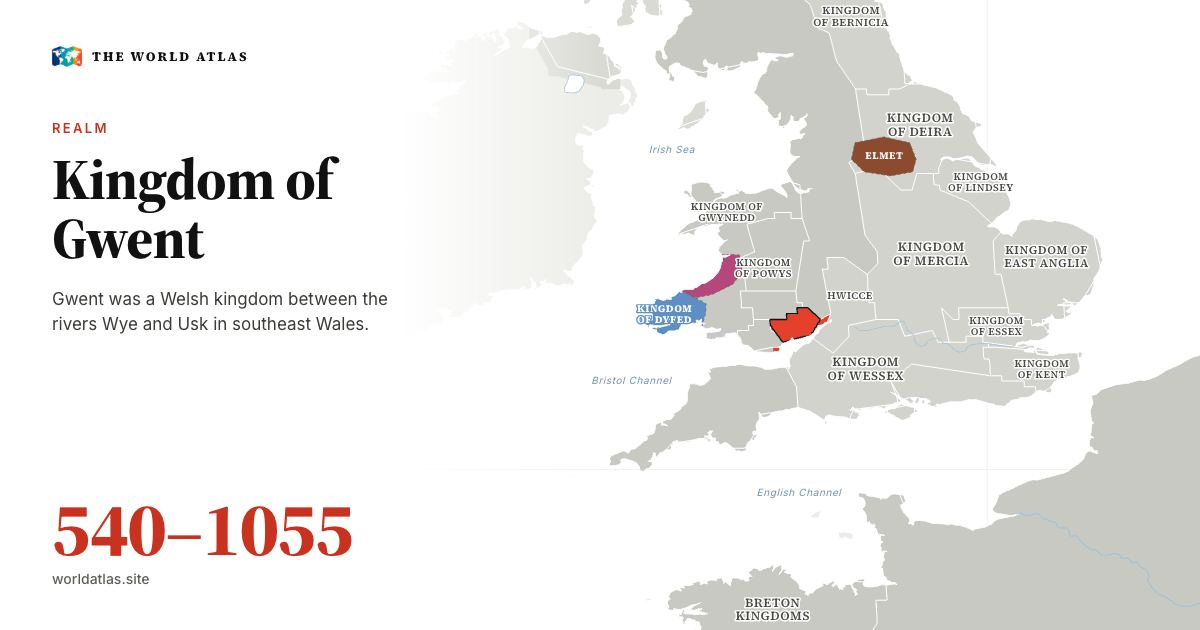 THE WORLD ATLAS
REALM
Kingdom of
Gwent
Gwent was a Welsh kingdom between the
rivers Wye and Usk in southeast Wales.
540–1055
worldatlas.site
KINGDOM
OF BERNICIA
KINGDOM
OF DEIRA
Irish Sea
ELMET
KINGDOM
OF LINDSEY
KINGDOM OF
GWYNEDD
KINGDOM
OF MERCIA
KINGDOM OF
EAST ANGLIA
KINGDOM
OF POWYS
HWICCE
KINGDOM
OF DYFED
KINGDOM
OF ESSEX
KINGDOM
OF WESSEX
KINGDOM
OF KENT
Bristol Channel
English Channel
BRETON
KINGDOMS